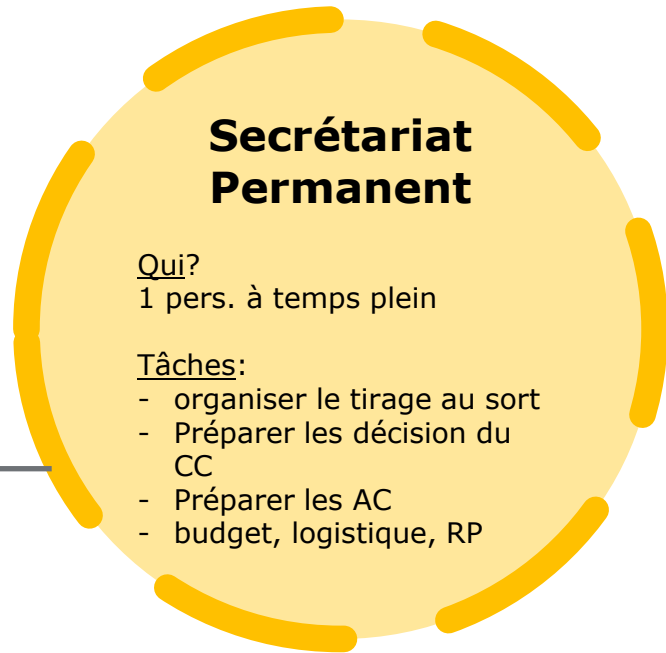 Secrétariat
Permanent
Qui?
1 pers. à temps plein
Tâches:
- organiser le tirage au sort
- Préparer les décision du
CC
- Préparer les AC
- budget, logistique, RP